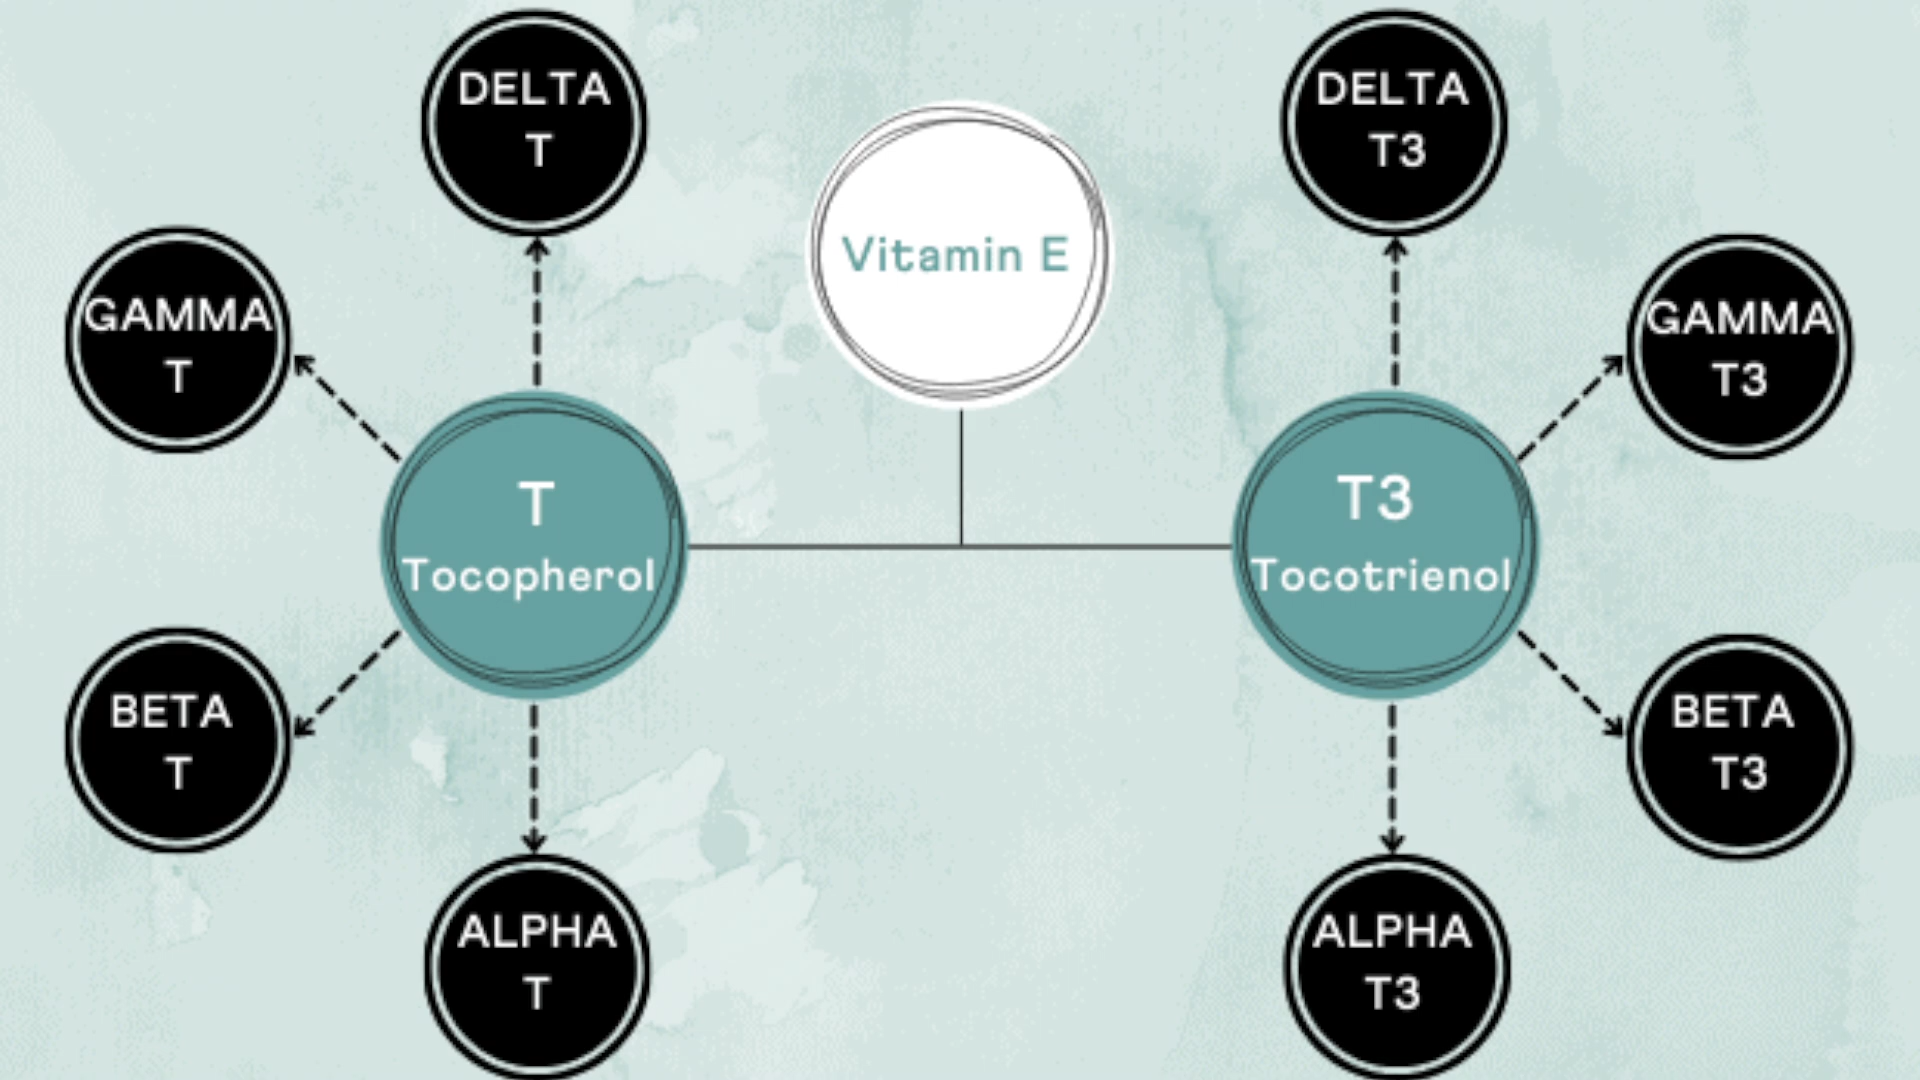 DELTA
T
DELTA
T3
Vitamin E
GAMMA
T
GAMMA
T3
T
Tocopherol
T3
Tocotrienol
BETA
T
BETA
T3
ALPHA
T
ALPHA
T3